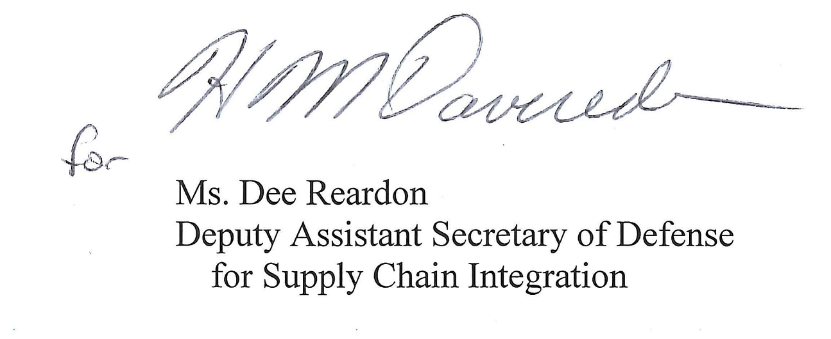 H M
for
Ms. Dee Reardon
Deputy Assistant Secretary of Defense
for Supply Chain Integration